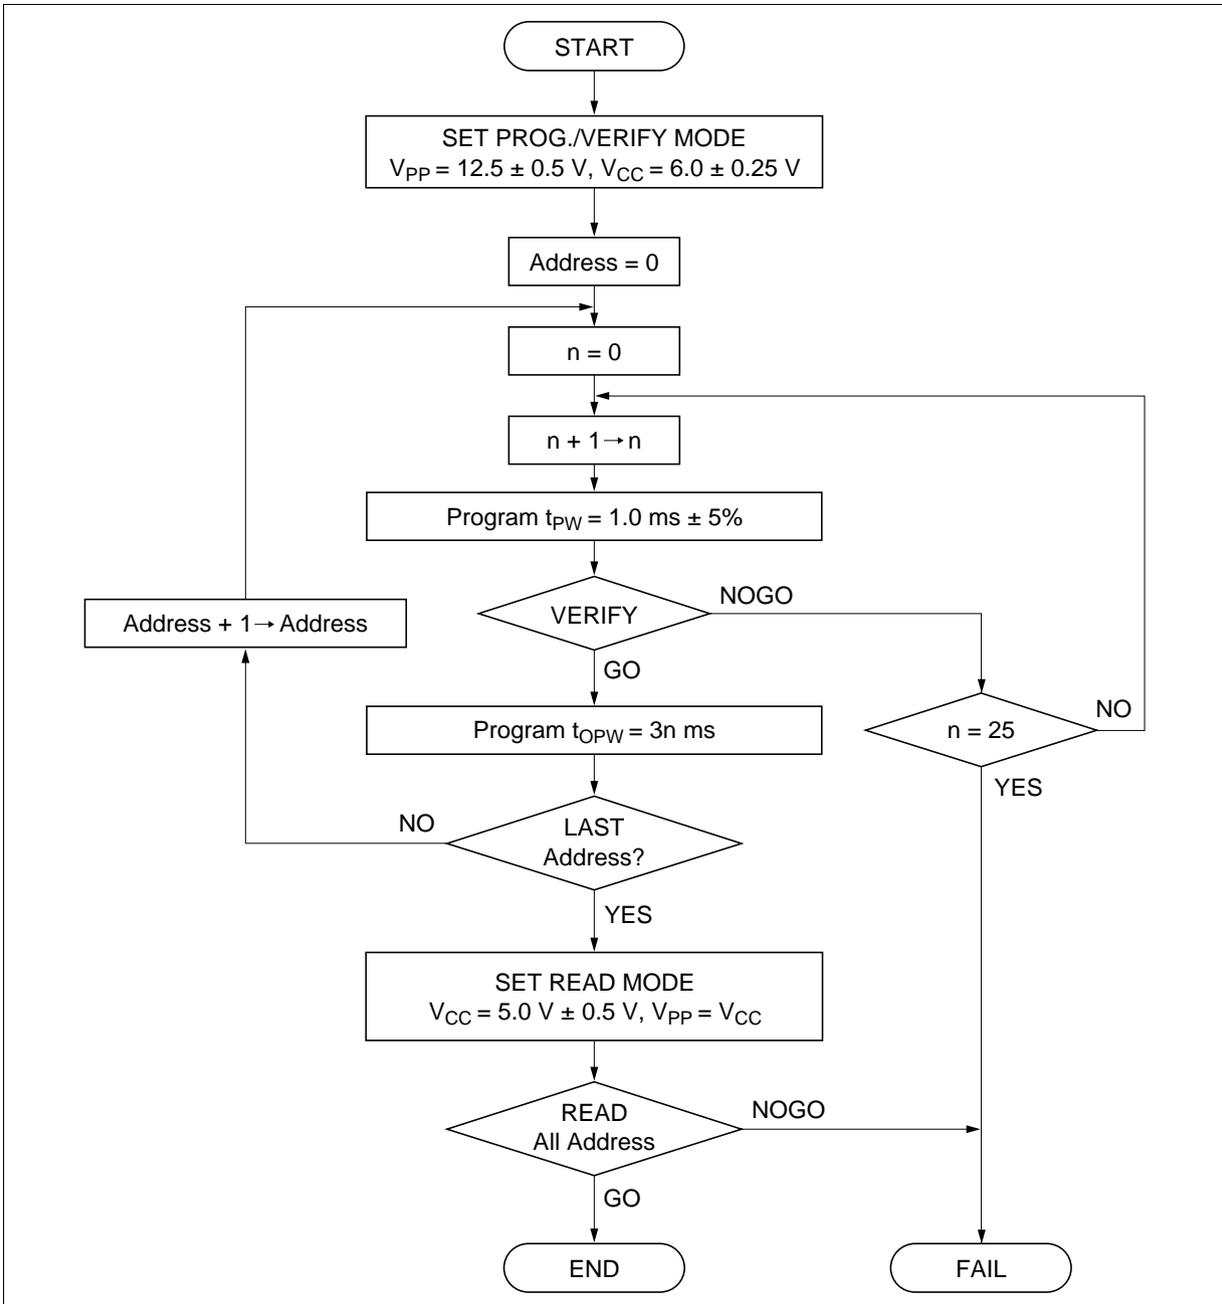 START
SET PROG./VERIFY MODE
VPP = 12.5 ± 0.5 V, VCC = 6.0 ± 0.25 V
Address = 0
n = 0
n + 1→n
Program tPW = 1.0 ms ± 5%
VERIFY
NOGO
Address + 1→Address
GO
Program tOPW = 3n ms
n = 25
NO
YES
LAST
Address?
NO
YES
SET READ MODE
VCC = 5.0 V ± 0.5 V, VPP = VCC
READ
All Address
NOGO
GO
END
FAIL